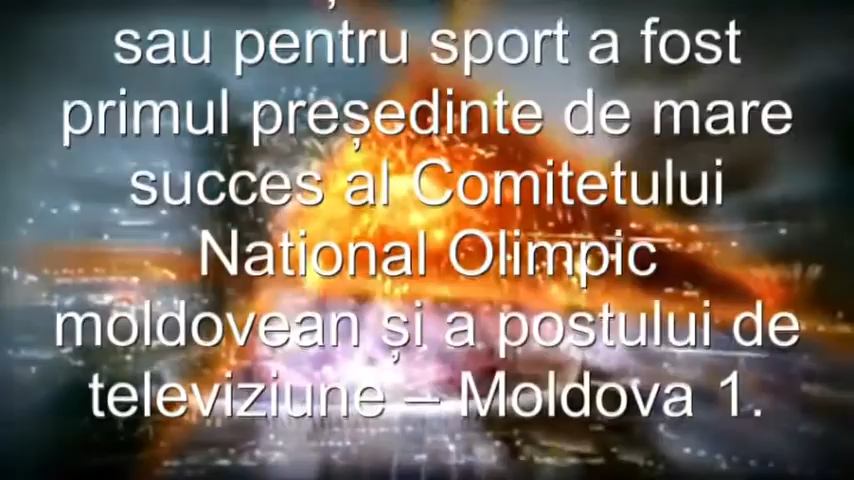 sau pentru sport a fost
primul președinte de mare
succes al Comitetului
National Olimpic
moldovean și a postului de
televiziune – Moldova 1.